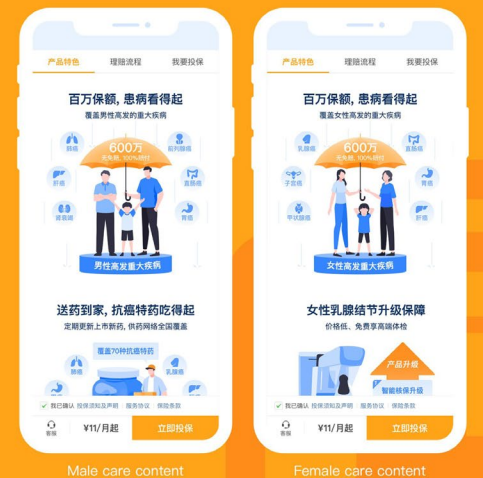 产品特色 理赔流程 我要投保
百万保额, 患病看得起
覆盖男性高发的重大疾病
600万
无免赔, 100%赔付
肺癌
前列腺癌
肝癌
直肠癌
胃癌
男性高发重大疾病
送药到家, 抗癌特药吃得起
定期更新上市新药, 供药网络全国覆盖
覆盖70种抗癌特药
肺癌
乳腺癌
我已确认 投保须知及声明 · 服务协议 · 保险条款
客服
¥11/月起
立即投保
Male care content
产品特色 理赔流程 我要投保
百万保额, 患病看得起
覆盖女性高发的重大疾病
600万
无免赔, 100%赔付
乳腺癌
直肠癌
子宫癌
胃癌
甲状腺癌
肝癌
女性高发重大疾病
女性乳腺结节升级保障
价格低、免费享高端体检
产品升级
智能核保升级
我已确认 投保须知及声明 · 服务协议 · 保险条款
客服
¥11/月起
立即投保
Female care content